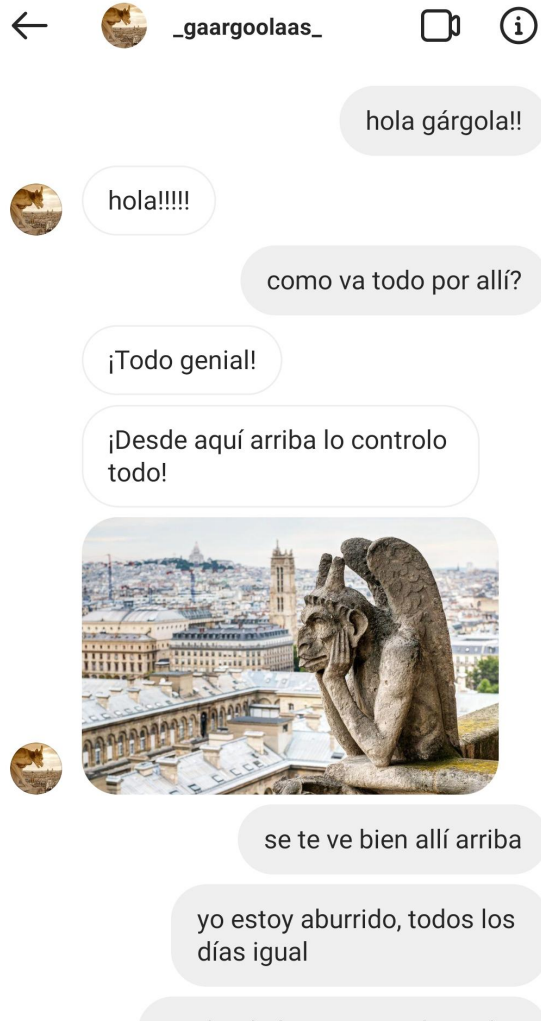 _gaargoolaas_
hola gárgola!!
hola!!!!!
como va todo por allí?
¡Todo genial!
¡Desde aquí arriba lo controlo
todo!
se te ve bien allí arriba
yo estoy aburrido, todos los
días igual